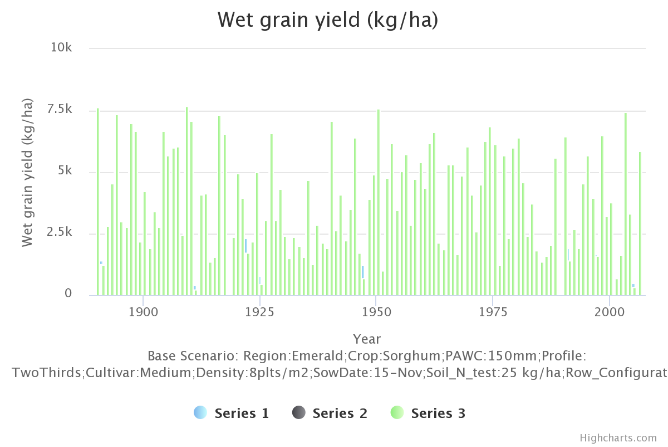 Wet grain yield (kg/ha)
10k
7.5k
5k
2.5k
0
Wet grain yield (kg/ha)
1900
1925
1950
1975
2000
Year
Base Scenario: Region:Emerald;Crop:Sorghum;PAWC:150mm;Profile:
TwoThirds;Cultivar:Medium;Density:8plts/m2;SowDate:15-Nov;Soil_N_test:25 kg/ha;Row_Configurat
Series 1
Series 2
Series 3
Highcharts.com